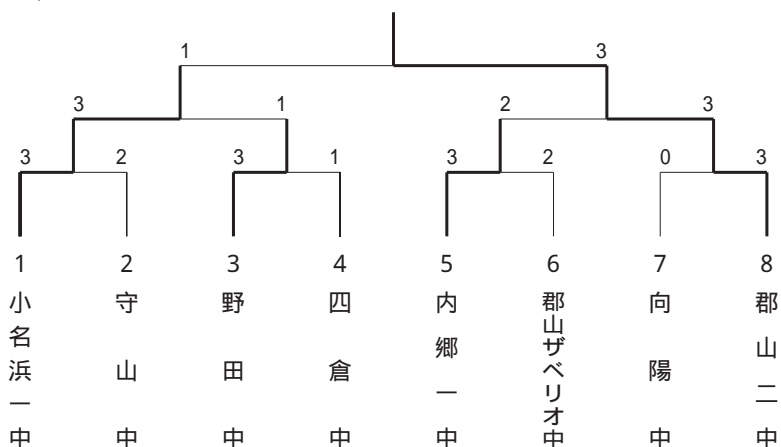 1 3
3 1 2 3
3 2 3 1 3 2 0 3
1 2 3 4 5 6 7 8
小名浜一中
守山中
野田中
四倉中
内郷一中
郡山ザベリオ中
向陽中
郡山二中